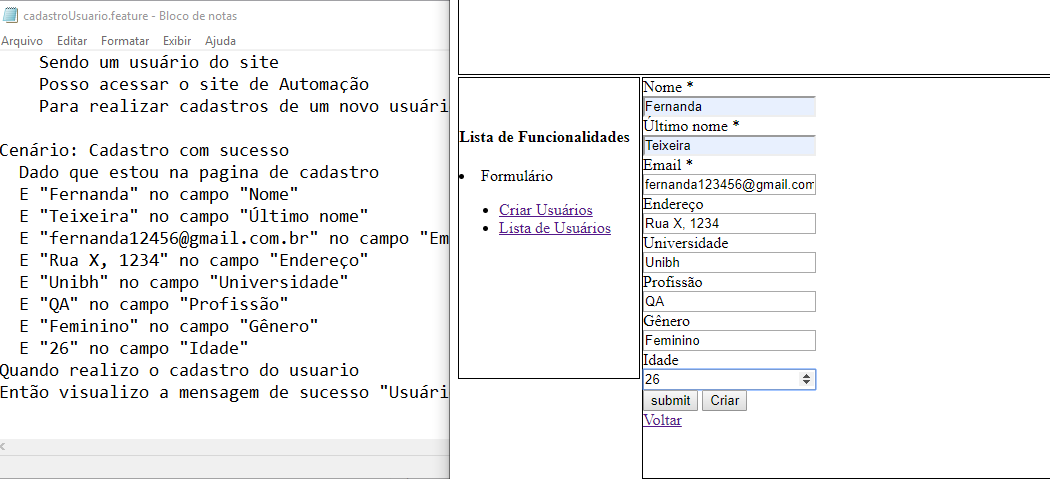 cadastroUsuario.feature - Bloco de notas
Arquivo Editar Formatar Exibir Ajuda
Sendo um usuário do site
Posso acessar o site de Automação
Para realizar cadastros de um novo usuári
Cenário: Cadastro com sucesso
Dado que estou na pagina de cadastro
E "Fernanda" no campo "Nome"
E "Teixeira" no campo "Último nome"
E "fernanda12456@gmail.com.br" no campo "Em
E "Rua X, 1234" no campo "Endereço"
E "Unibh" no campo "Universidade"
E "QA" no campo "Profissão"
E "Feminino" no campo "Gênero"
E "26" no campo "Idade"
Quando realizo o cadastro do usuario
Então visualizo a mensagem de sucesso "Usuári
Lista de Funcionalidades
Formulário
Criar Usuários
Lista de Usuários
Nome *
Fernanda
Último nome *
Teixeira
Email *
fernanda123456@gmail.com
Endereço
Rua X, 1234
Universidade
Unibh
Profissão
QA
Gênero
Feminino
Idade
26
submit Criar
Voltar